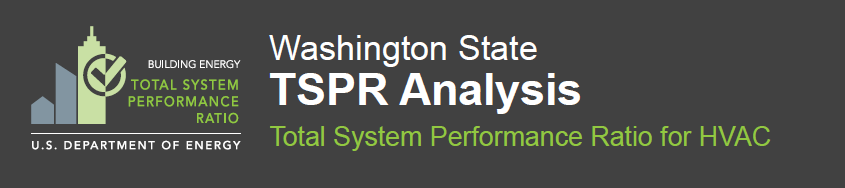 BUILDING ENERGY
TOTAL SYSTEM
PERFORMANCE
RATIO
U.S. DEPARTMENT OF ENERGY
Washington State
TSPR Analysis
Total System Performance Ratio for HVAC